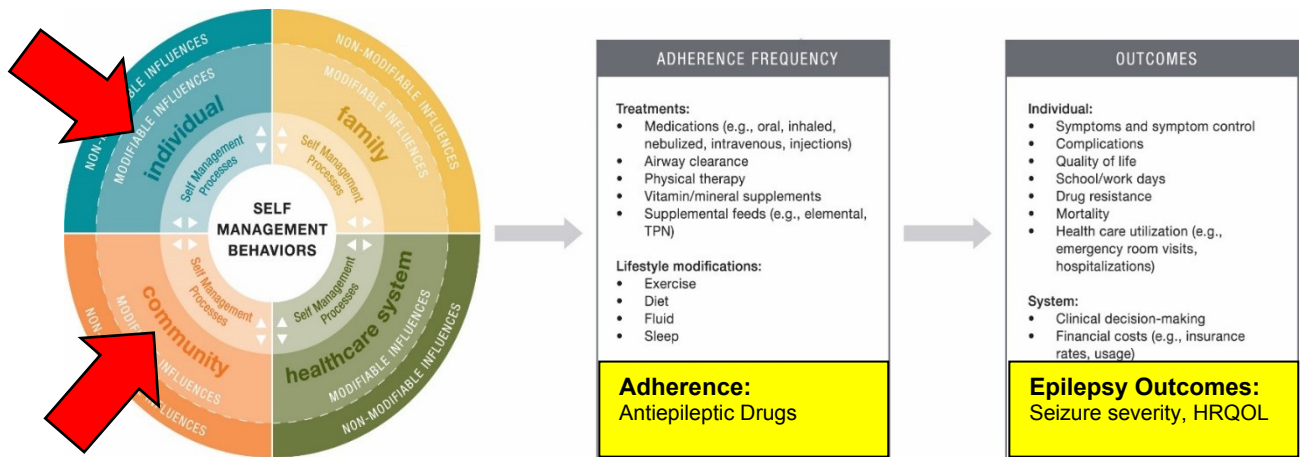 NON-MODIFIABLE INFLUENCES
MODIFIABLE INFLUENCES
individual
Self Management
Processes
NON-MODIFIABLE INFLUENCES
MODIFIABLE INFLUENCES
family
Self Management
Processes
SELF
MANAGEMENT
BEHAVIORS
community
Self Management
Processes
MODIFIABLE INFLUENCES
NON-MODIFIABLE INFLUENCES
healthcare system
Self Management
Processes
MODIFIABLE INFLUENCES
NON-MODIFIABLE INFLUENCES
ADHERENCE FREQUENCY
Treatments:
• Medications (e.g., oral, inhaled,
nebulized, intravenous, injections)
• Airway clearance
• Physical therapy
• Vitamin/mineral supplements
• Supplemental feeds (e.g., elemental,
TPN)
Lifestyle modifications:
• Exercise
• Diet
• Fluid
• Sleep
Adherence:
Antiepileptic Drugs
OUTCOMES
Individual:
• Symptoms and symptom control
• Complications
• Quality of life
• School/work days
• Drug resistance
• Mortality
• Health care utilization (e.g.,
emergency room visits,
hospitalizations)
System:
• Clinical decision-making
• Financial costs (e.g., insurance
rates, usage)
Epilepsy Outcomes:
Seizure severity, HRQOL